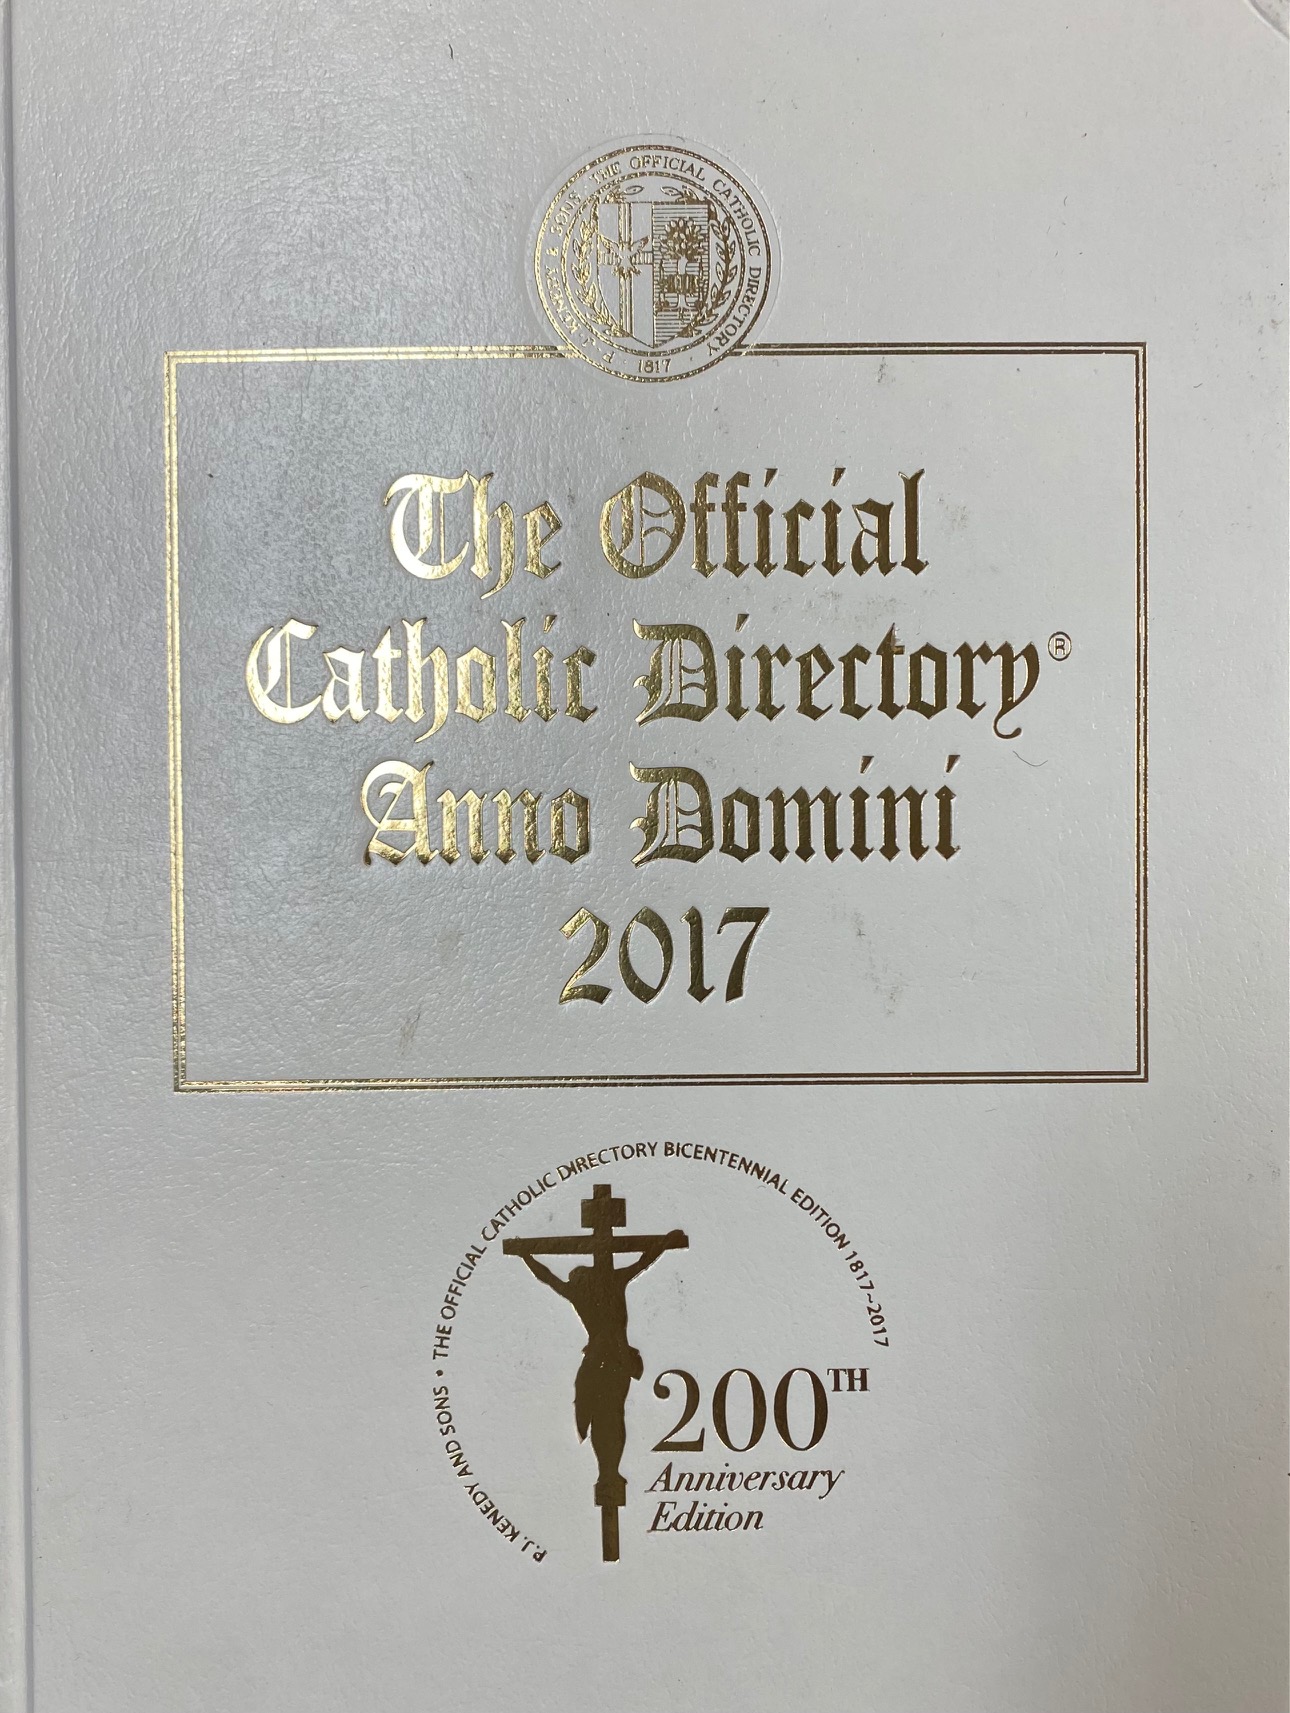 P. J. KENEDY & SONS · THE OFFICIAL CATHOLIC DIRECTORY ·
1817
The Official
Catholic Directory®
Anno Domini
2017
P.J. KENEDY AND SONS • THE OFFICIAL CATHOLIC DIRECTORY BICENTENNIAL EDITION 1817~2017
200TH
Anniversary
Edition